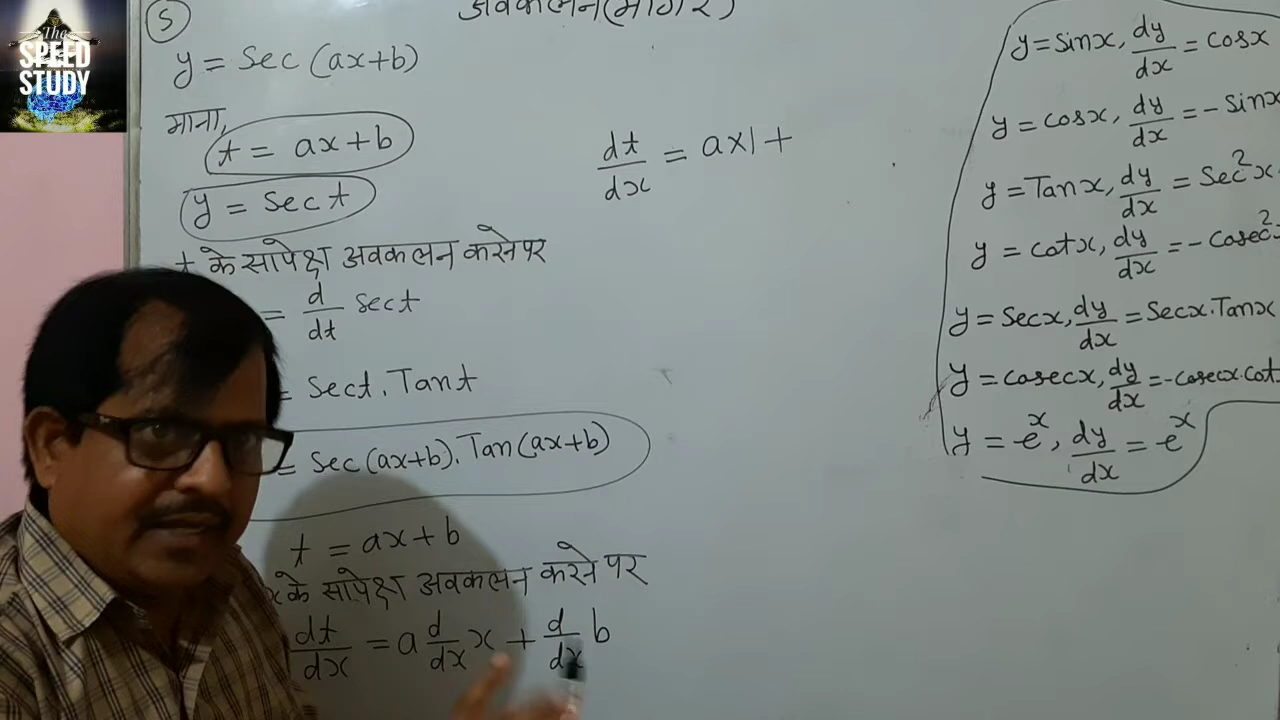 The
SPEED
STUDY
अवकलन (भाग 2)
5
y = Sec (ax+b)
माना,
t = ax+b
y = Sect
t के सापेक्ष अवकलन करने पर
= d/dt sect
= Sect . Tant
= Sec (ax+b) . Tan (ax+b)
t = ax+b
x के सापेक्ष अवकलन करने पर
dt/dx = a d/dx x + d/dx b
dt/dx = a×1 +
y = sinx, dy/dx = cosx
y = cosx, dy/dx = - sinx
y = Tanx, dy/dx = Sec²x
y = cotx, dy/dx = - cosec²
y = Secx, dy/dx = Secx.Tanx
y = cosecx, dy/dx = -cosecx.cot
y = e^x, dy/dx = e^x